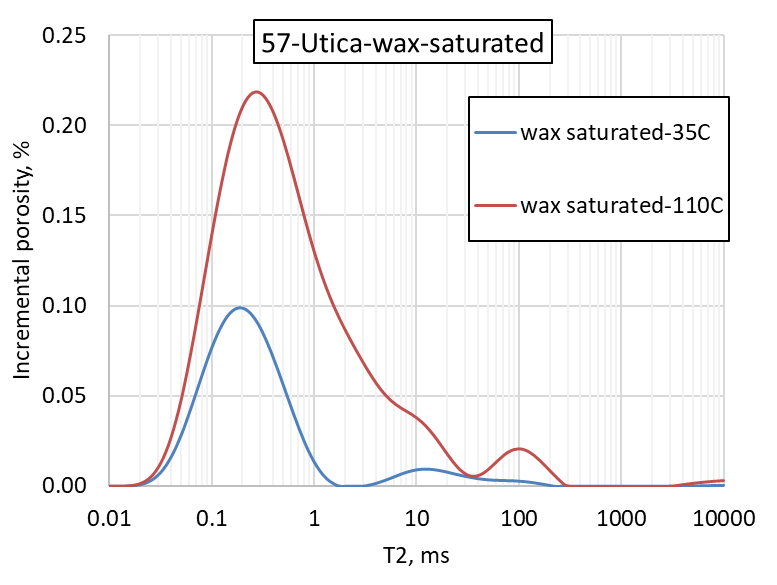 57-Utica-wax-saturated
wax saturated-35C
wax saturated-110C
Incremental porosity, %
0.25
0.20
0.15
0.10
0.05
0.00
0.01 0.1 1 10 100 1000 10000
T2, ms